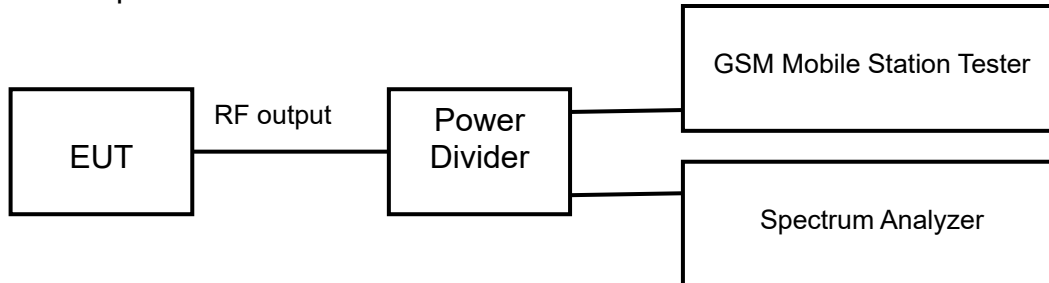 GSM Mobile Station Tester
RF output
EUT
Power
Divider
Spectrum Analyzer